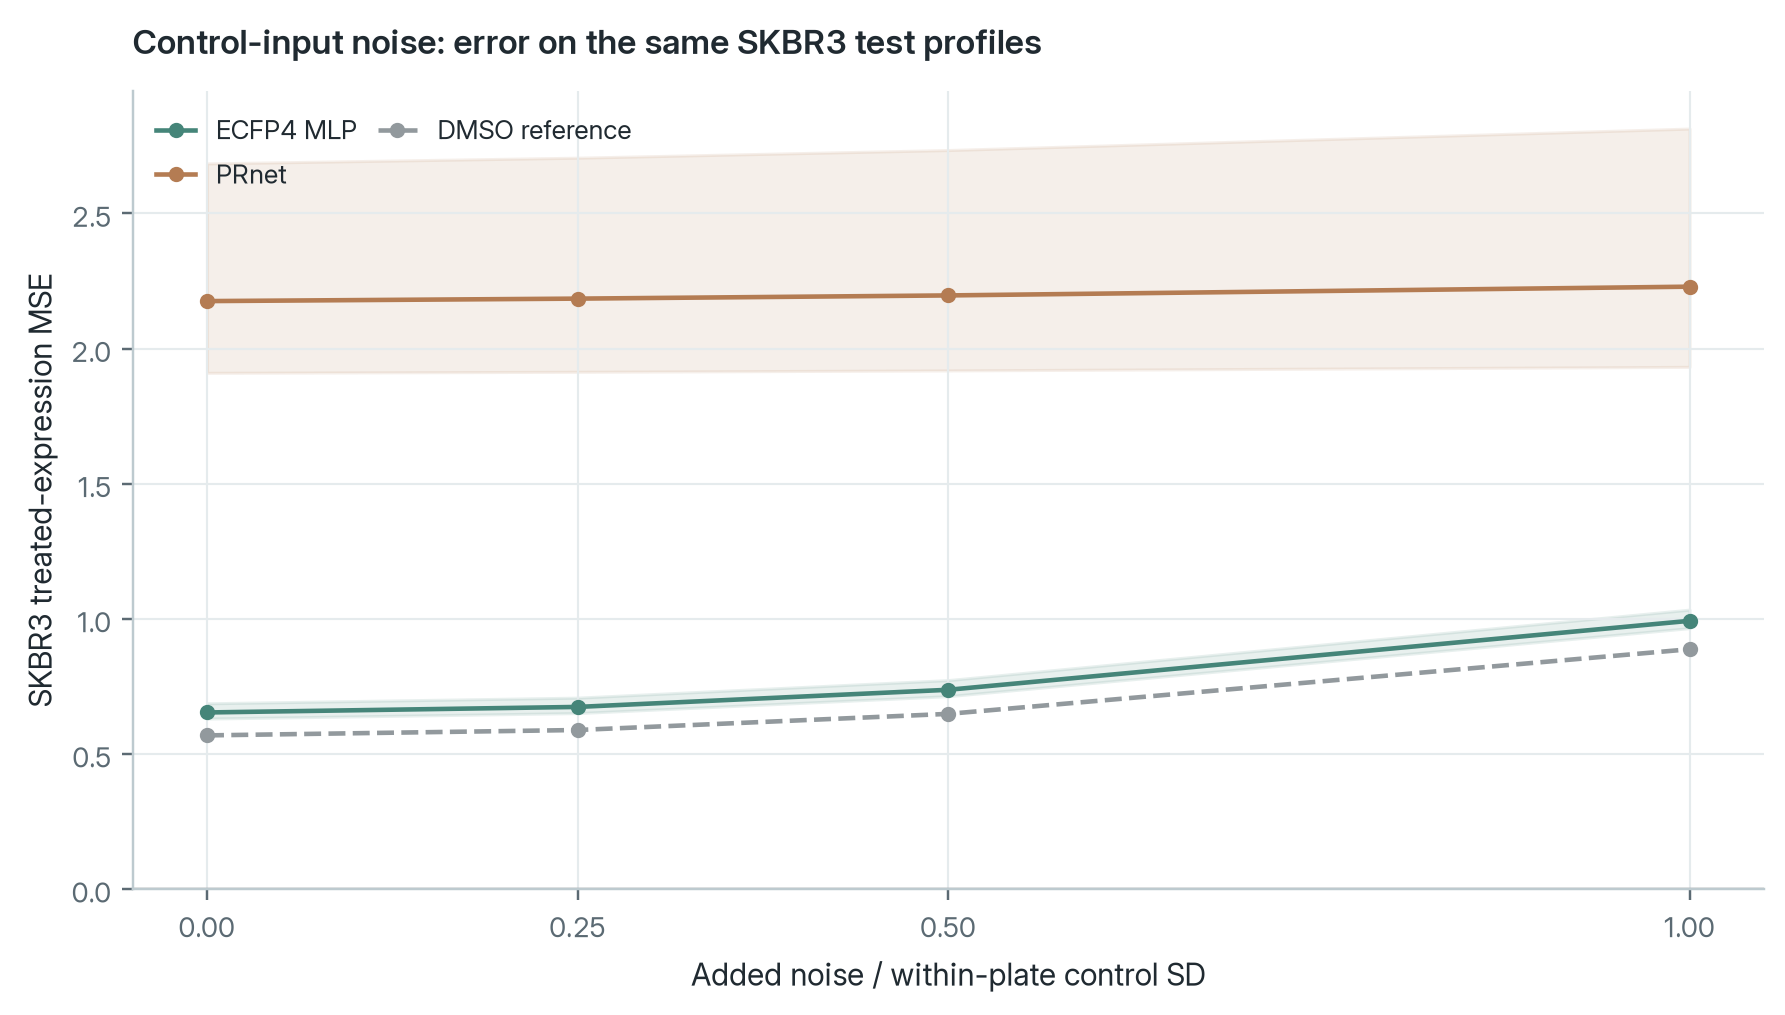 Control-input noise: error on the same SKBR3 test profiles
ECFP4 MLP
DMSO reference
PRnet
SKBR3 treated-expression MSE
2.5
2.0
1.5
1.0
0.5
0.0
0.00
0.25
0.50
1.00
Added noise / within-plate control SD